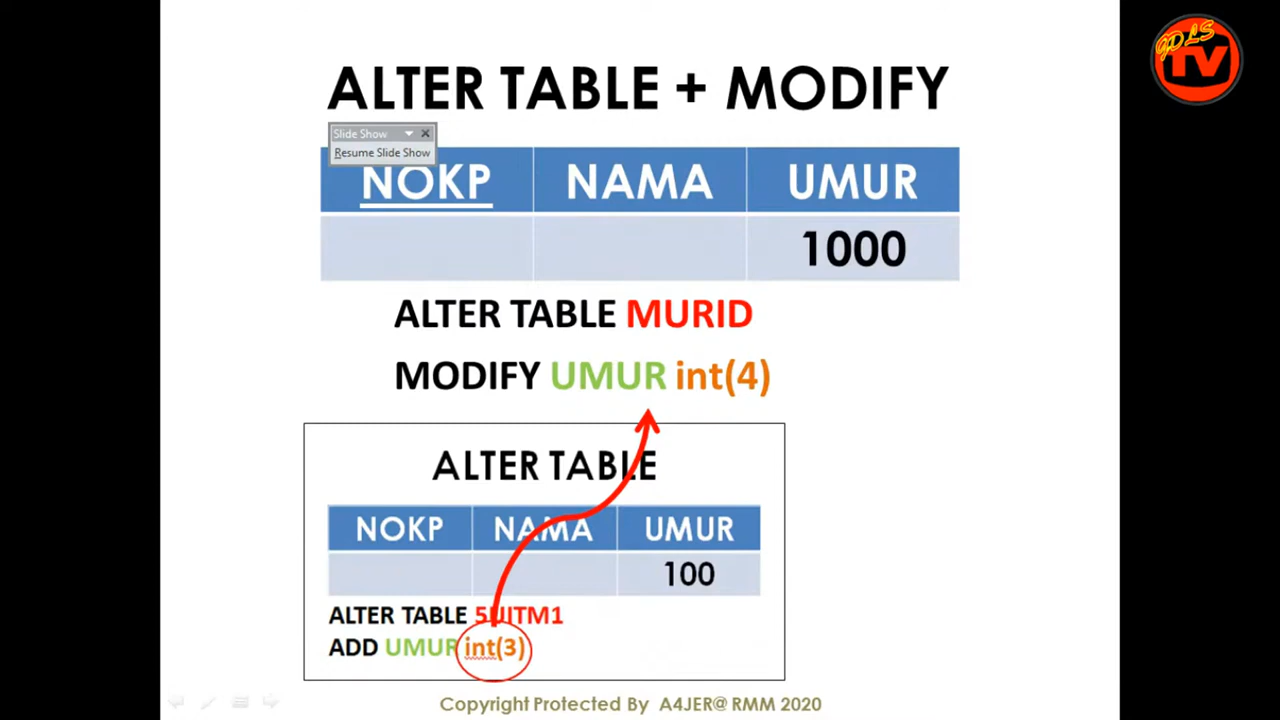 GDLS
TV
ALTER TABLE + MODIFY
Slide Show
Resume Slide Show
NOKP NAMA UMUR
1000
ALTER TABLE MURID
MODIFY UMUR int(4)
ALTER TABLE
NOKP NAMA UMUR
100
ALTER TABLE 5UITM1
ADD UMUR int(3)
Copyright Protected By A4JER@ RMM 2020